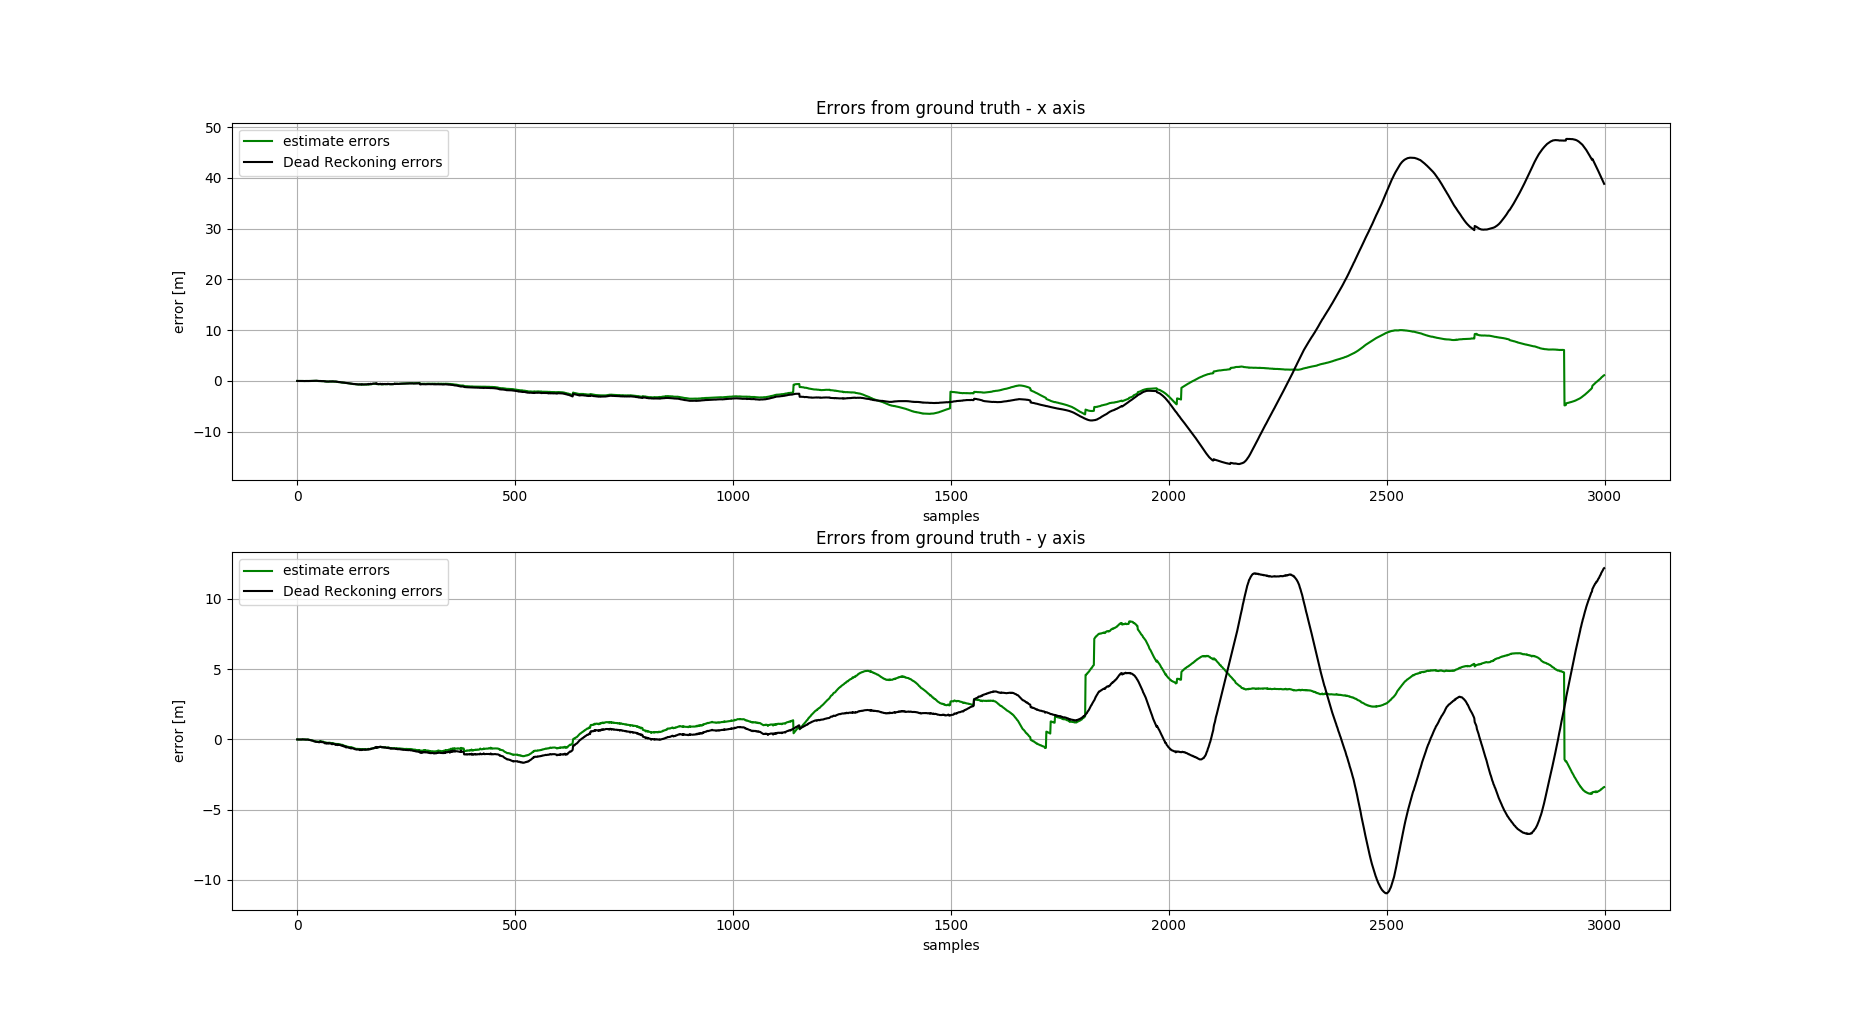 Errors from ground truth - x axis
estimate errors
Dead Reckoning errors
50
40
30
20
10
0
−10
error [m]
0 500 1000 1500 2000 2500 3000
samples
Errors from ground truth - y axis
estimate errors
Dead Reckoning errors
10
5
0
−5
−10
error [m]
0 500 1000 1500 2000 2500 3000
samples